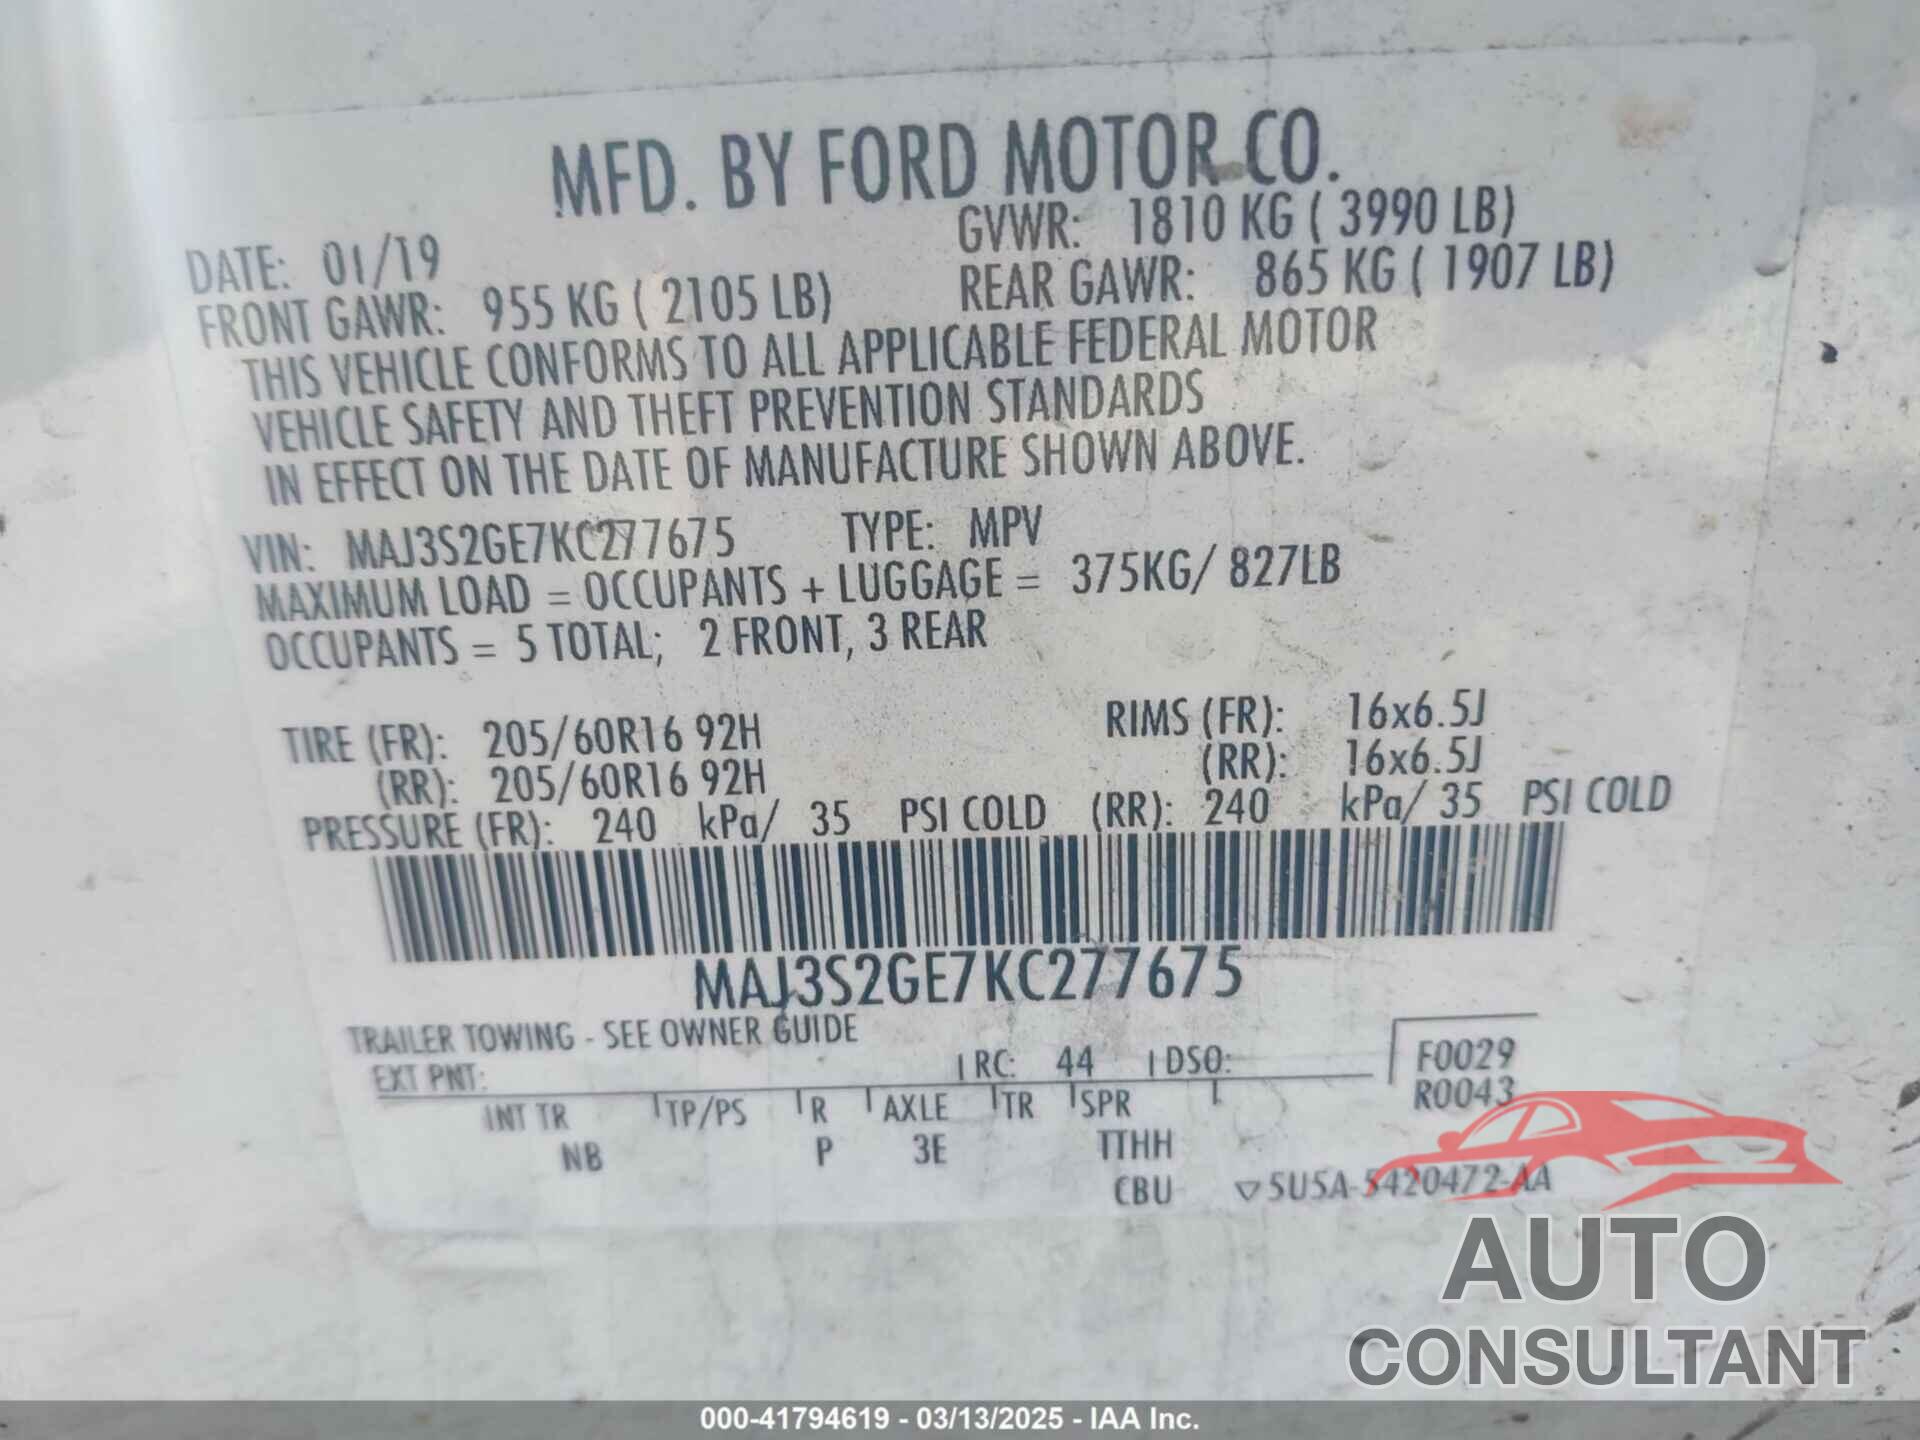 MFD. BY FORD MOTOR CO.
DATE: 01/19 GVWR: 1810 KG ( 3990 LB)
FRONT GAWR: 955 KG ( 2105 LB) REAR GAWR: 865 KG ( 1907 LB)
THIS VEHICLE CONFORMS TO ALL APPLICABLE FEDERAL MOTOR
VEHICLE SAFETY AND THEFT PREVENTION STANDARDS
IN EFFECT ON THE DATE OF MANUFACTURE SHOWN ABOVE.
VIN: MAJ3S2GE7KC277675 TYPE: MPV
MAXIMUM LOAD = OCCUPANTS + LUGGAGE = 375KG/ 827LB
OCCUPANTS = 5 TOTAL; 2 FRONT, 3 REAR
TIRE (FR): 205/60R16 92H RIMS (FR): 16x6.5J
(RR): 205/60R16 92H (RR): 16x6.5J
PRESSURE (FR): 240 kPa/ 35 PSI COLD (RR): 240 kPa/ 35 PSI COLD
MAJ3S2GE7KC277675
TRAILER TOWING - SEE OWNER GUIDE
EXT PNT: RC: 44 DSO: F0029
R0043
INT TR TP/PS R AXLE TR SPR
NB P 3E TTHH
CBU ▽5U5A-5420472-AA
AUTO
CONSULTANT
000-41794619 - 03/13/2025 - IAA Inc.